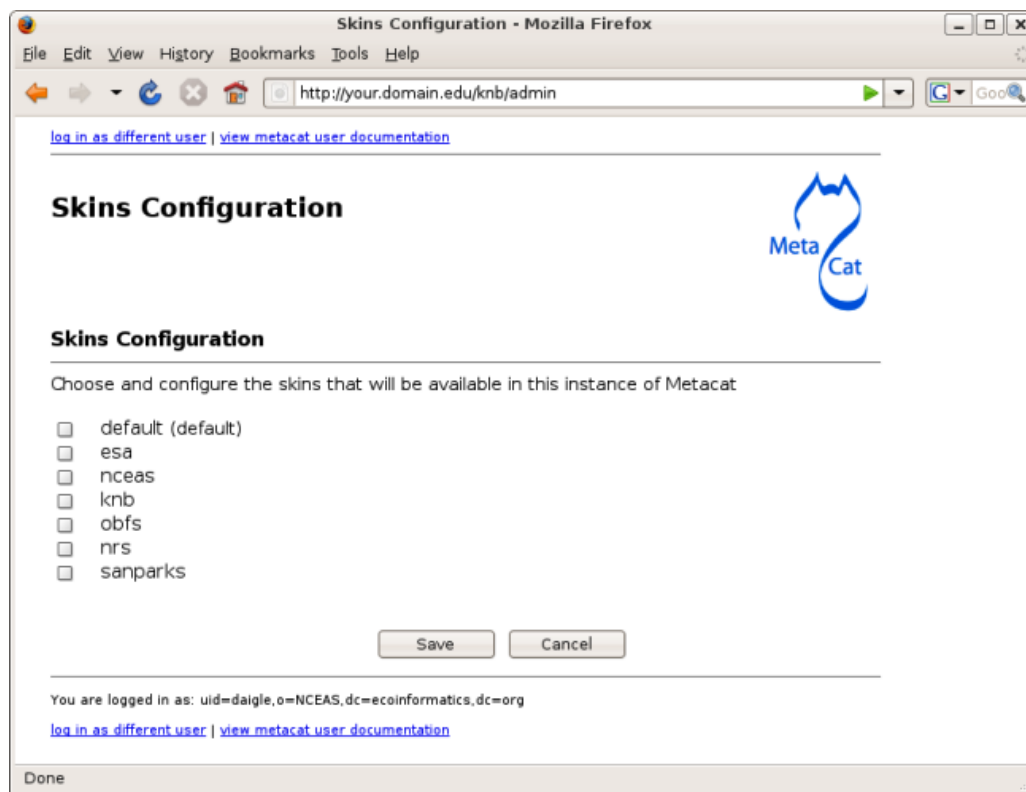 Skins Configuration - Mozilla Firefox
File Edit View History Bookmarks Tools Help
http://your.domain.edu/knb/admin
G Goo
log in as different user | view metacat user documentation
Skins Configuration
Meta
Cat
Skins Configuration
Choose and configure the skins that will be available in this instance of Metacat
default (default)
esa
nceas
knb
obfs
nrs
sanparks
Save Cancel
You are logged in as: uid=daigle,o=NCEAS,dc=ecoinformatics,dc=org
log in as different user | view metacat user documentation
Done